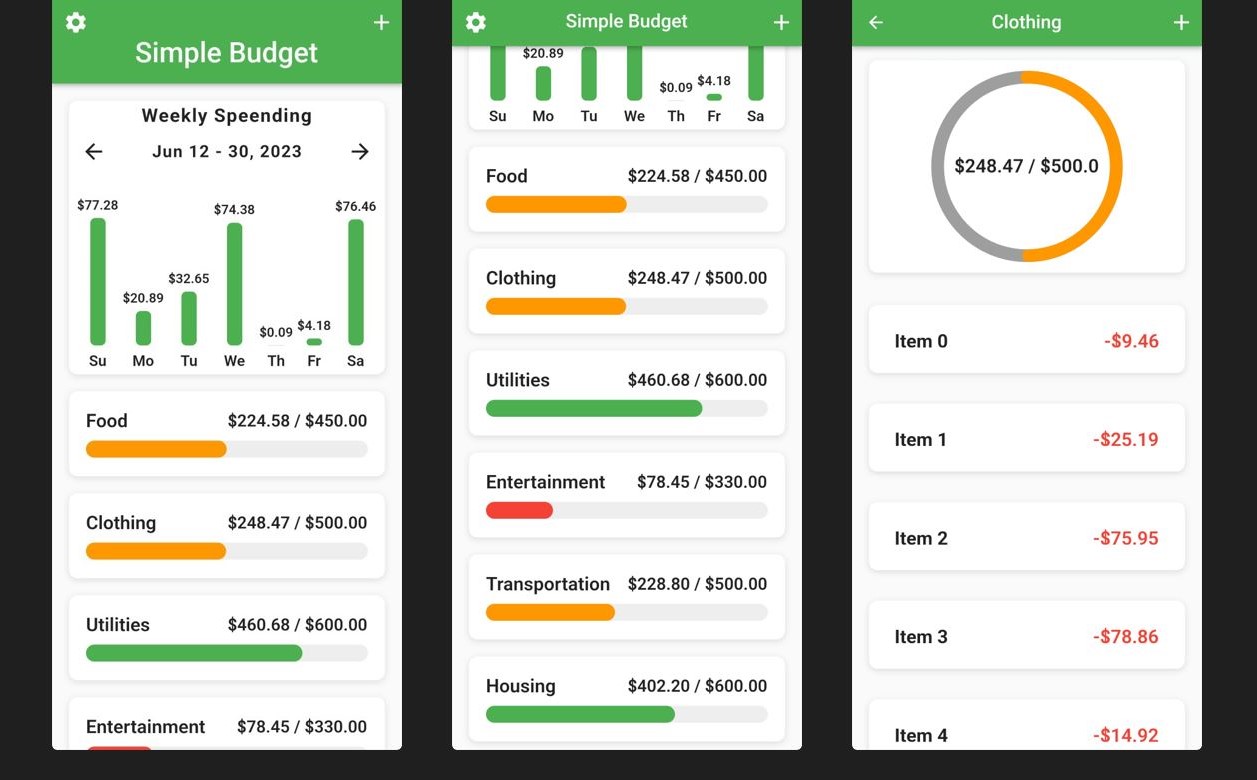 Simple Budget
Weekly Speending
Jun 12 - 30, 2023
$77.28 $20.89 $32.65 $74.38 $0.09 $4.18 $76.46
Su Mo Tu We Th Fr Sa
Food $224.58 / $450.00
Clothing $248.47 / $500.00
Utilities $460.68 / $600.00
Entertainment $78.45 / $330.00
Simple Budget
$20.89 $0.09 $4.18
Su Mo Tu We Th Fr Sa
Food $224.58 / $450.00
Clothing $248.47 / $500.00
Utilities $460.68 / $600.00
Entertainment $78.45 / $330.00
Transportation $228.80 / $500.00
Housing $402.20 / $600.00
Clothing
$248.47 / $500.0
Item 0 -$9.46
Item 1 -$25.19
Item 2 -$75.95
Item 3 -$78.86
Item 4 -$14.92